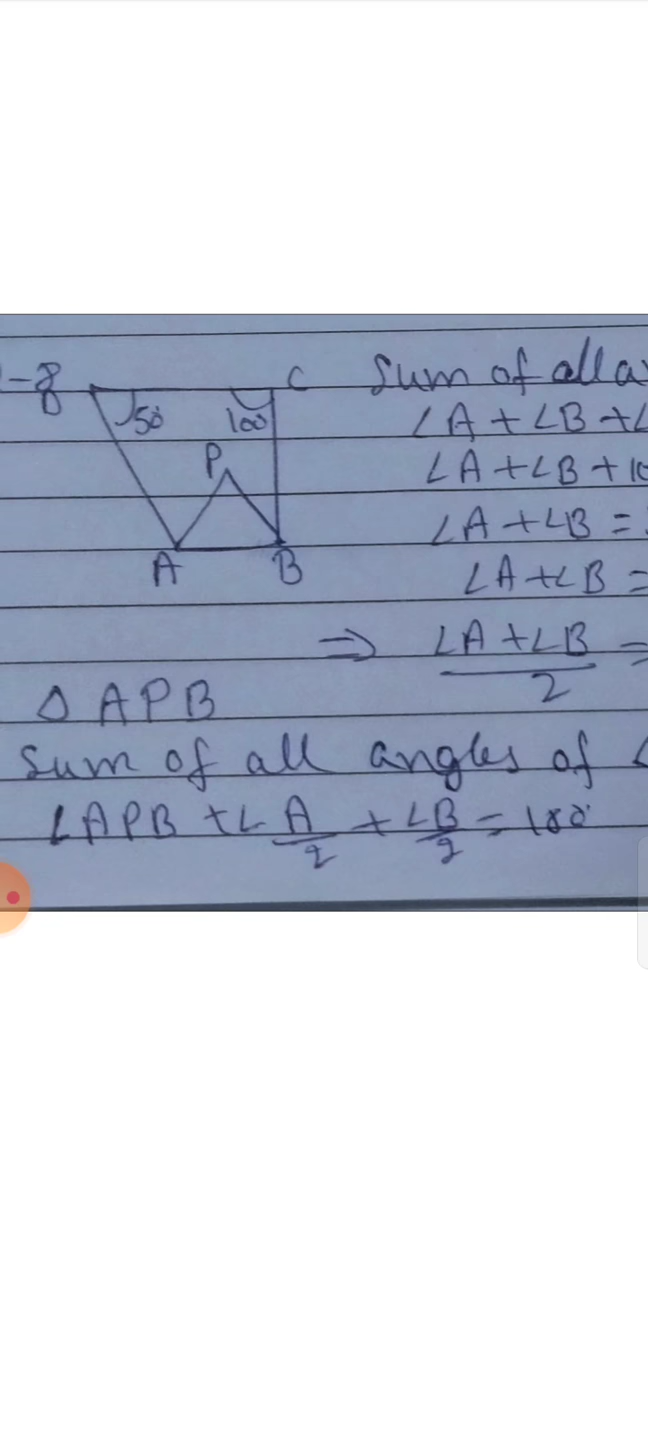 -8
C
50
100
P
A
B
Sum of all a
∠A + ∠B + ∠
∠A + ∠B + 10
∠A + ∠B =
∠A + ∠B =
⇒ ∠A + ∠B / 2 =
∆ APB
Sum of all angles of
∠APB + ∠A/2 + ∠B/2 = 180°